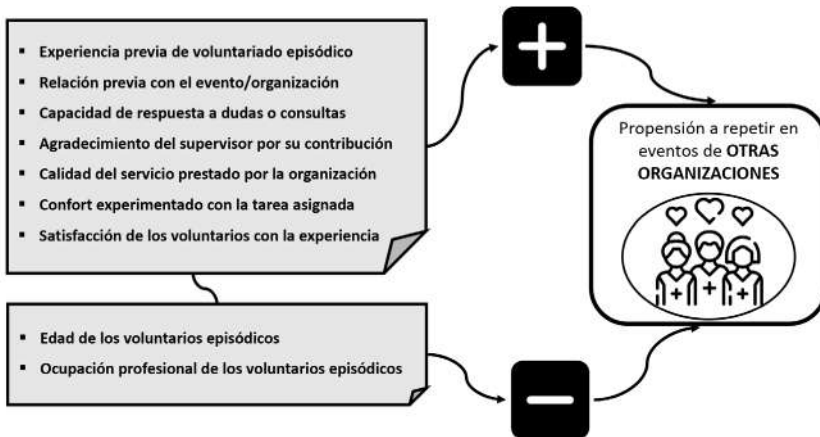 ▪ Experiencia previa de voluntariado episódico
▪ Relación previa con el evento/organización
▪ Capacidad de respuesta a dudas o consultas
▪ Agradecimiento del supervisor por su contribución
▪ Calidad del servicio prestado por la organización
▪ Confort experimentado con la tarea asignada
▪ Satisfacción de los voluntarios con la experiencia
▪ Edad de los voluntarios episódicos
▪ Ocupación profesional de los voluntarios episódicos
Propensión a repetir en
eventos de OTRAS
ORGANIZACIONES